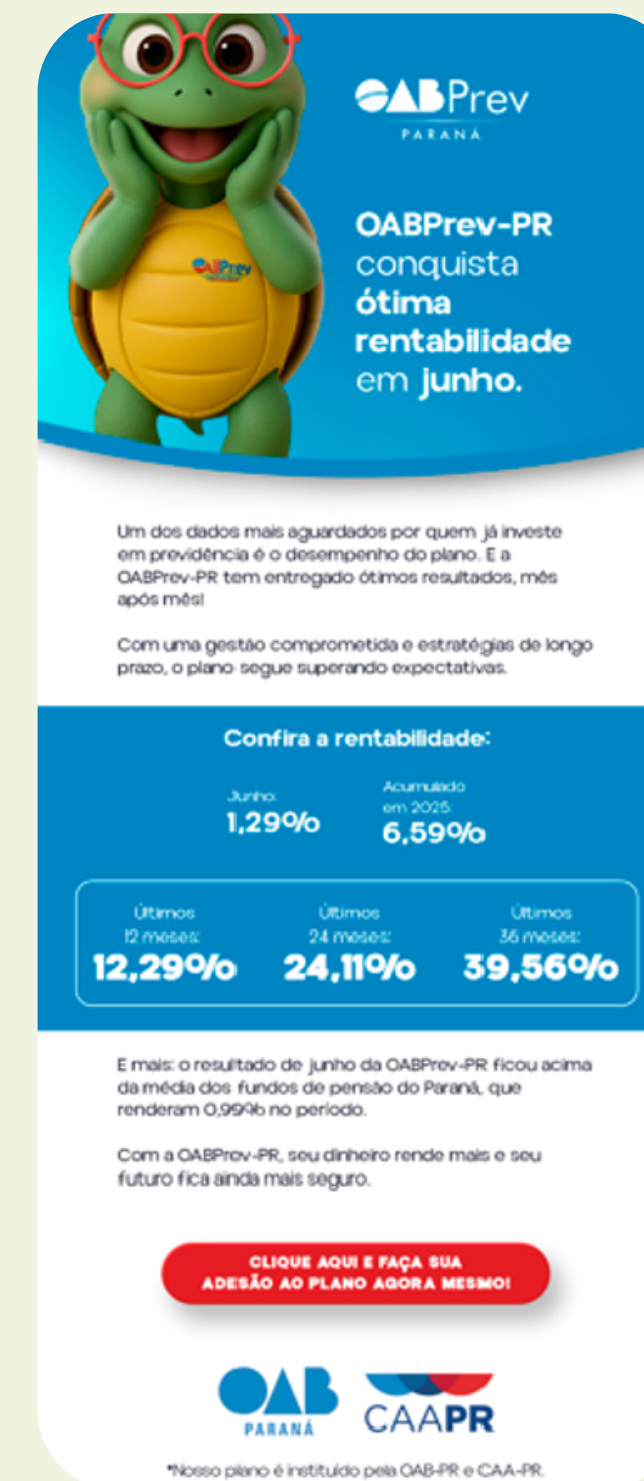 OABPrev
PARANÁ
OABPrev
OABPrev-PR
conquista
ótima
rentabilidade
em junho.
Um dos dados mais aguardados por quem já investe
em previdência é o desempenho do plano. E a
OABPrev-PR tem entregado ótimos resultados, mês
após mês!
Com uma gestão comprometida e estratégias de longo
prazo, o plano segue superando expectativas.
Confira a rentabilidade:
Junho:
1,29%
Acumulado
em 2025:
6,59%
Últimos
12 meses:
12,29%
Últimos
24 meses:
24,11%
Últimos
36 meses:
39,56%
E mais: o resultado de junho da OABPrev-PR ficou acima
da média dos fundos de pensão do Paraná, que
renderam 0,99% no período.
Com a OABPrev-PR, seu dinheiro rende mais e seu
futuro fica ainda mais seguro.
CLIQUE AQUI E FAÇA SUA
ADESÃO AO PLANO AGORA MESMO!
OAB
PARANÁ
CAAPR
*Nosso plano é instituído pela OAB-PR e CAA-PR.